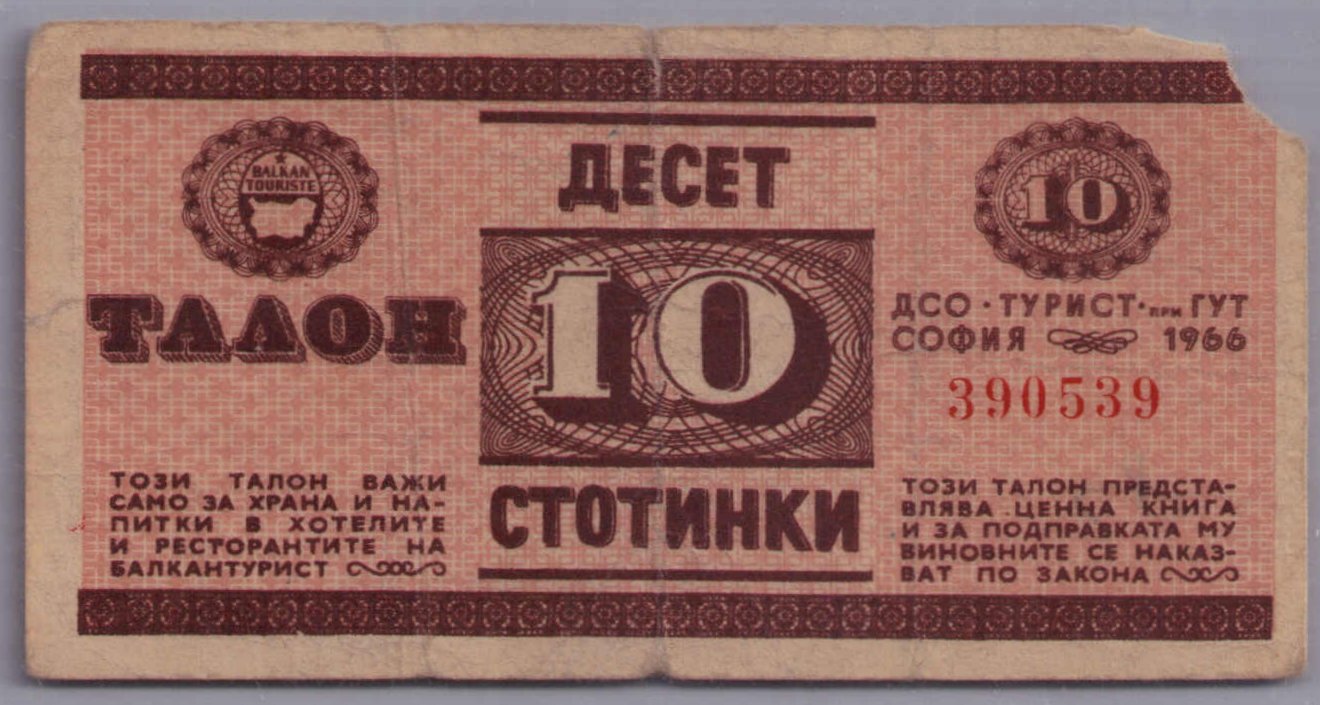 BALKAN
TOURISTE
ТАЛОН
ТОЗИ ТАЛОН ВАЖИ
САМО ЗА ХРАНА И НА-
ПИТКИ В ХОТЕЛИТЕ
И РЕСТОРАНТИТЕ НА
БАЛКАНТУРИСТ
ДЕСЕТ
10
СТОТИНКИ
10
ДСО · ТУРИСТ · ПРИ ГУТ
СОФИЯ 1966
390539
ТОЗИ ТАЛОН ПРЕДСТА-
ВЛЯВА ЦЕННА КНИГА
И ЗА ПОДПРАВКАТА МУ
ВИНОВНИТЕ СЕ НАКАЗ-
ВАТ ПО ЗАКОНА